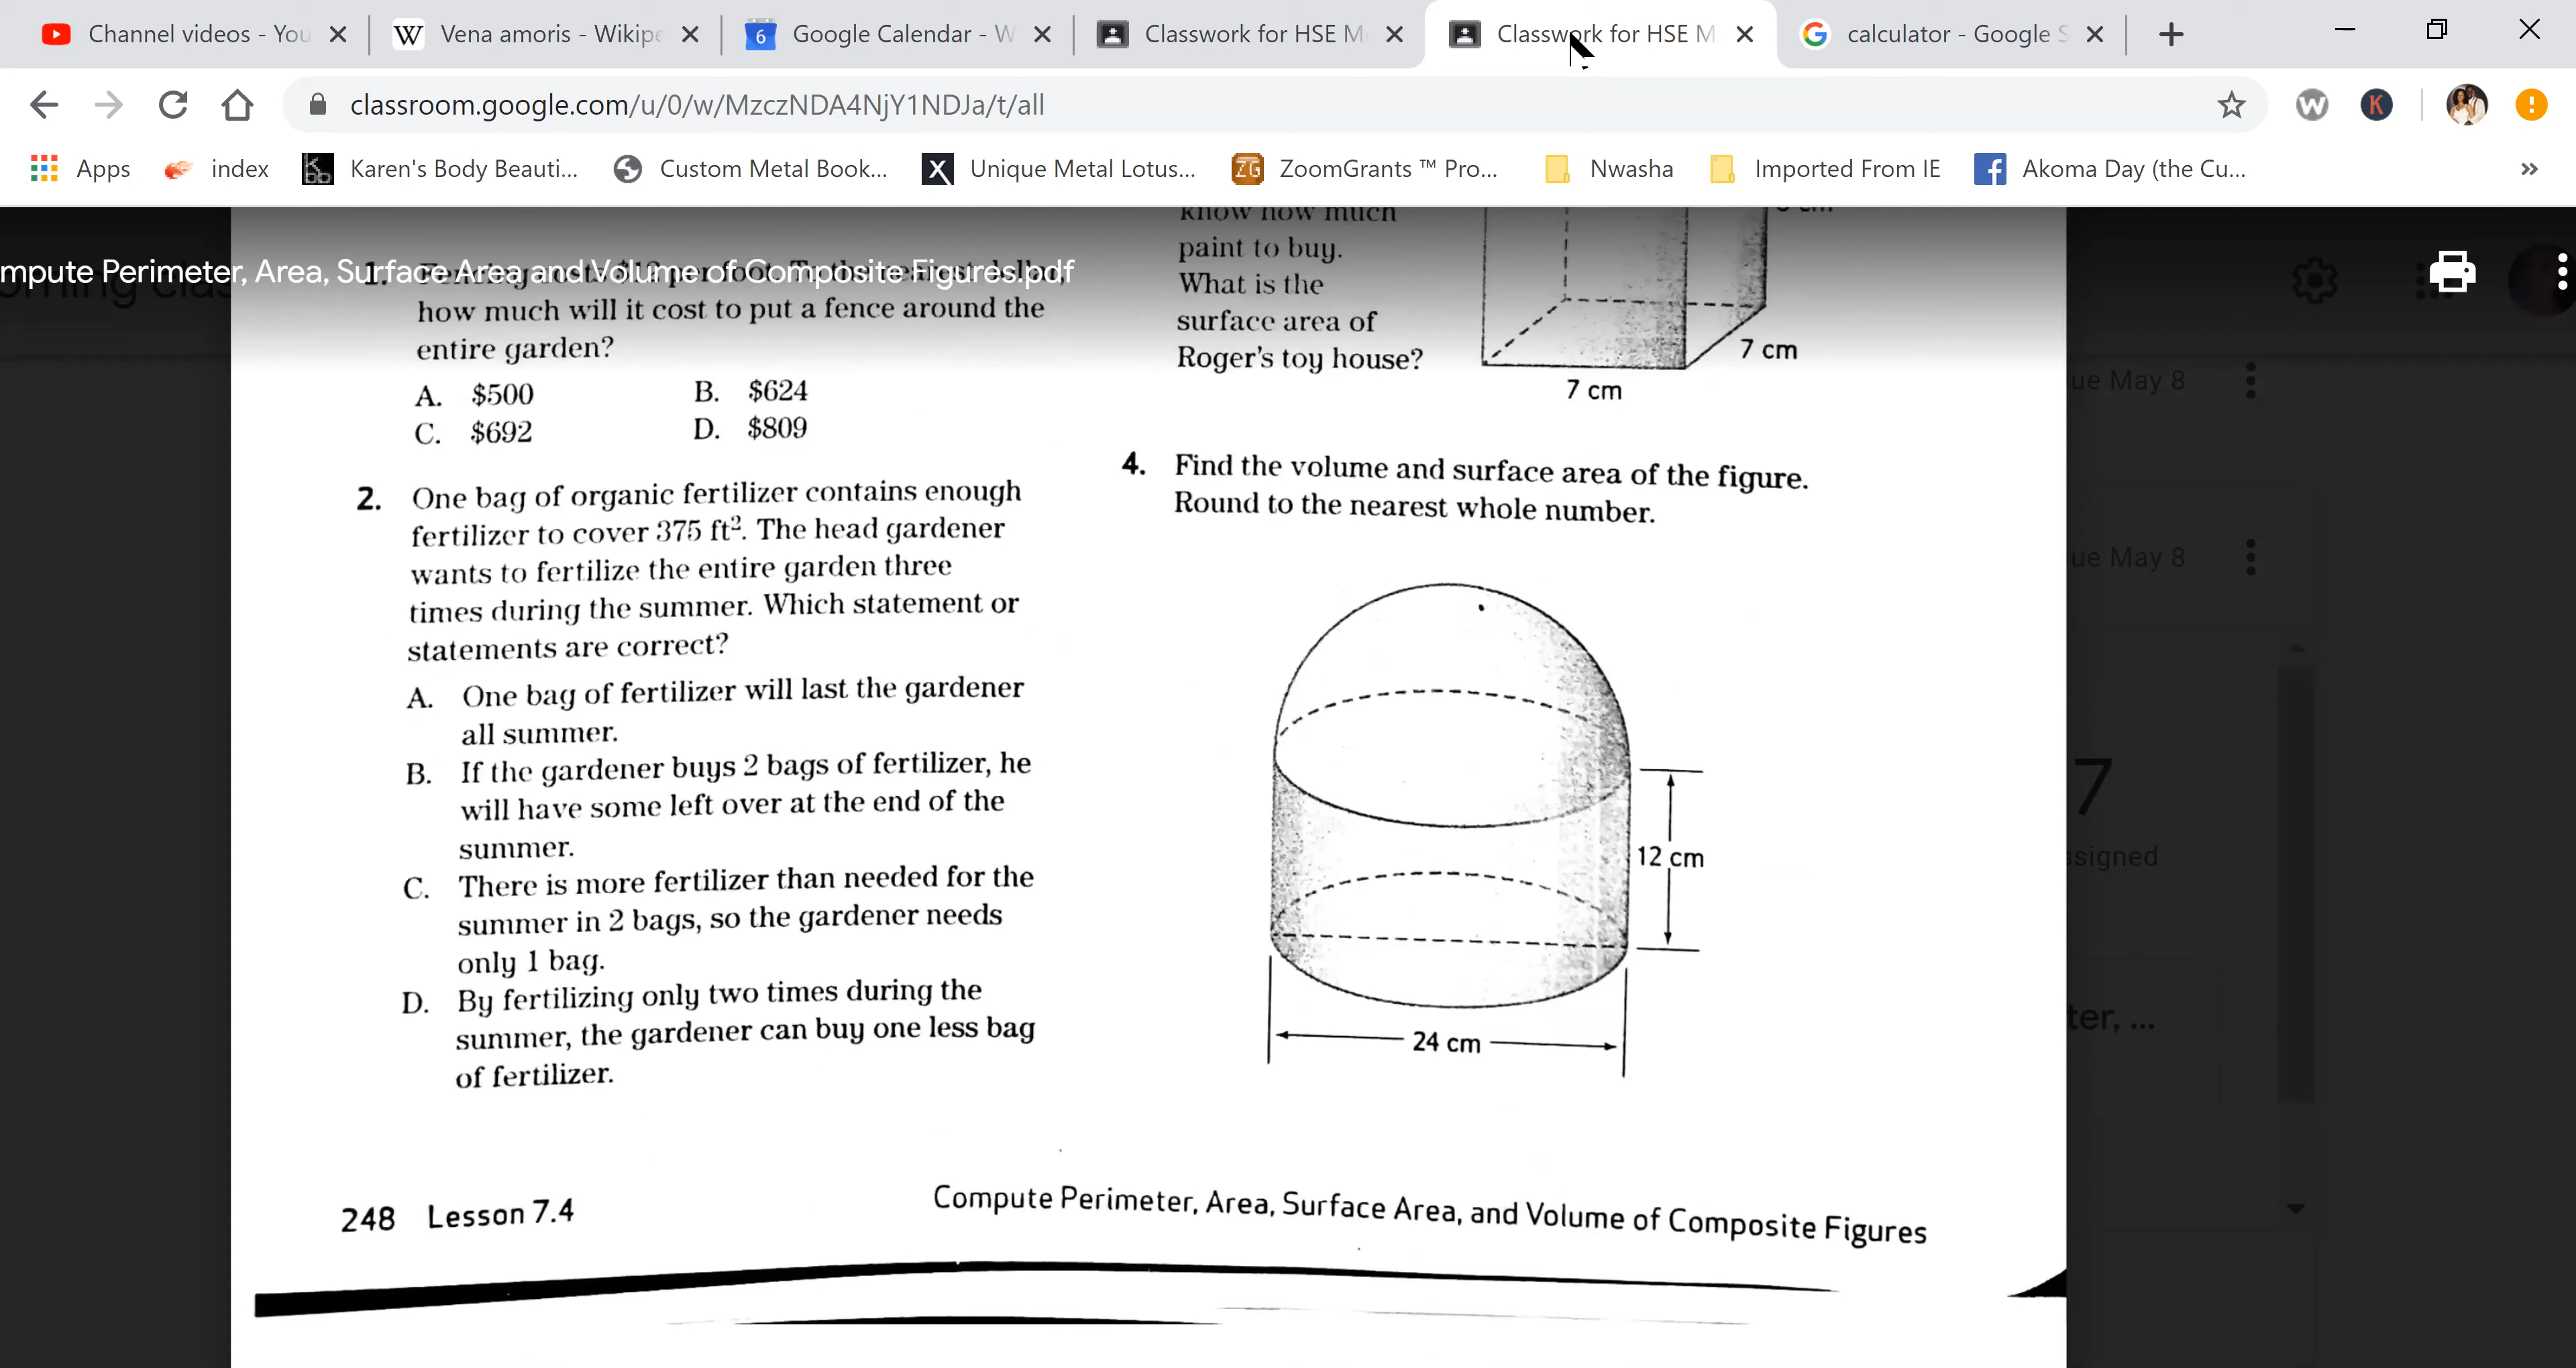 Channel videos - You
Vena amoris - Wikipe
Google Calendar - W
Classwork for HSE M
Classwork for HSE M
calculator - Google S
classroom.google.com/u/0/w/MzczNDA4NjY1NDJa/t/all
Apps
index
Karen's Body Beauti...
Custom Metal Book...
Unique Metal Lotus...
ZoomGrants ™ Pro...
Nwasha
Imported From IE
Akoma Day (the Cu...
mpute Perimeter, Area, Surface Area and Volume of Composite Figures.pdf
1.
how much will it cost to put a fence around the
entire garden?
A. $500 B. $624
C. $692 D. $809
2. One bag of organic fertilizer contains enough
fertilizer to cover 375 ft². The head gardener
wants to fertilize the entire garden three
times during the summer. Which statement or
statements are correct?
A. One bag of fertilizer will last the gardener
all summer.
B. If the gardener buys 2 bags of fertilizer, he
will have some left over at the end of the
summer.
C. There is more fertilizer than needed for the
summer in 2 bags, so the gardener needs
only 1 bag.
D. By fertilizing only two times during the
summer, the gardener can buy one less bag
of fertilizer.
know how much
paint to buy.
What is the
surface area of
Roger's toy house?
7 cm
7 cm
4. Find the volume and surface area of the figure.
Round to the nearest whole number.
12 cm
24 cm
248 Lesson 7.4
Compute Perimeter, Area, Surface Area, and Volume of Composite Figures
ue May 8
ue May 8
7
ssigned
ter, ...